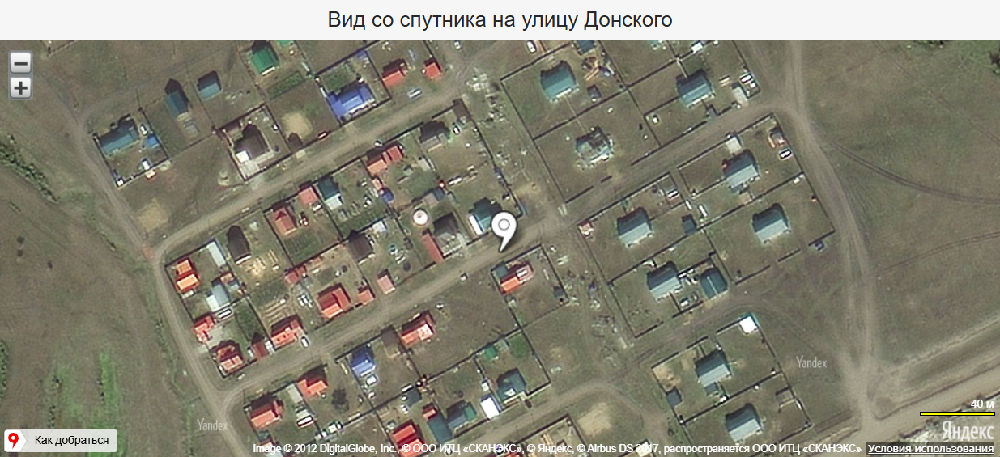 Вид со спутника на улицу Донского
Yandex
Yandex
40 м
Яндекс
Как добраться
Image © 2012 DigitalGlobe, Inc., © ООО ИТЦ «СКАНЭКС», © Яндекс, © Airbus DS 2017, распространяется ООО ИТЦ «СКАНЭКС» Условия использования